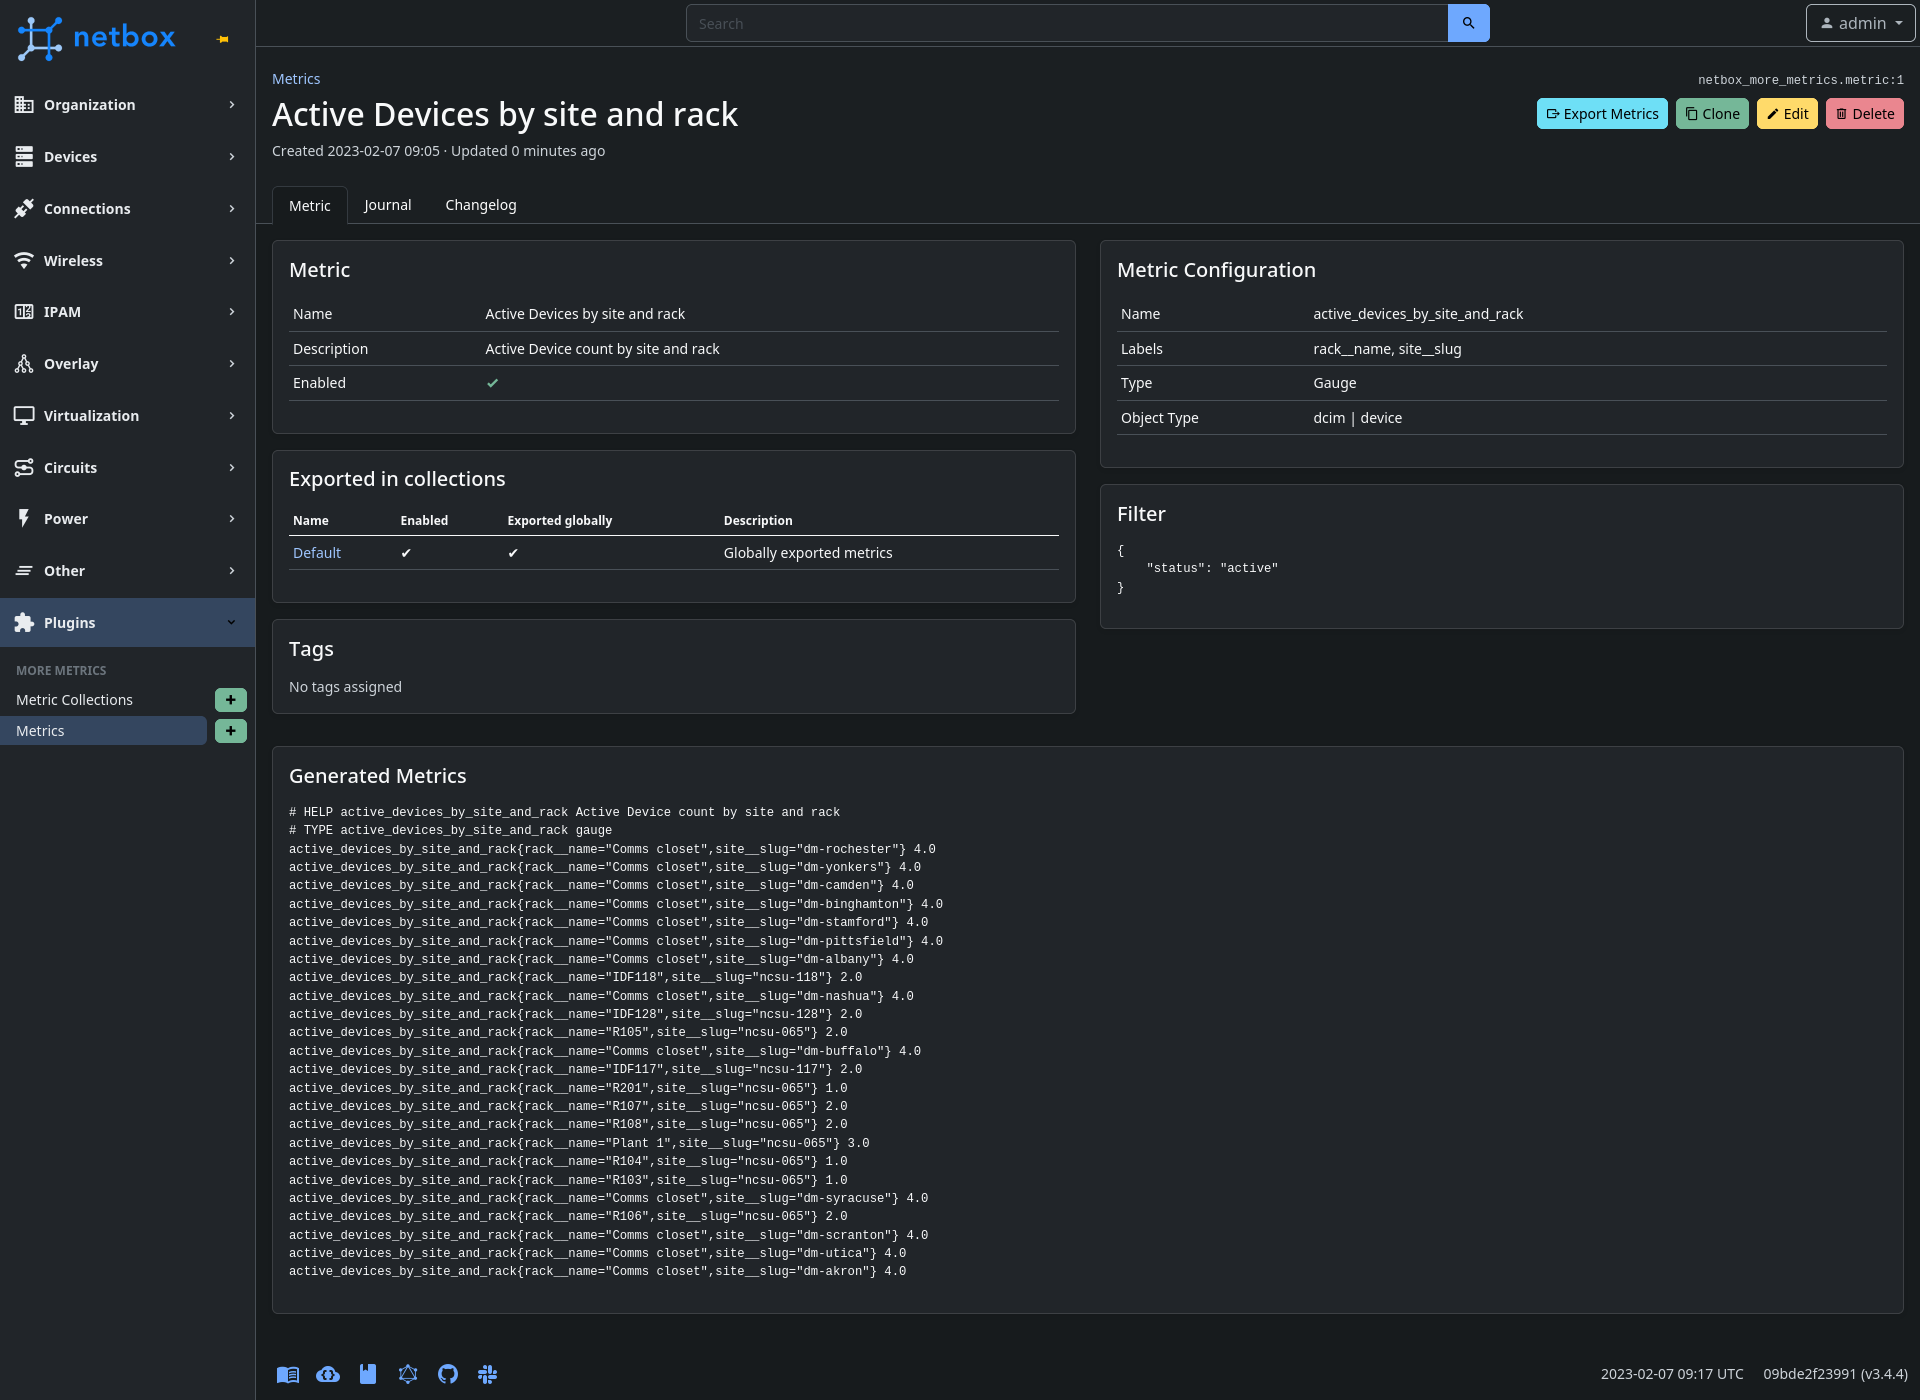 netbox
Search
admin
Organization
Devices
Connections
Wireless
IPAM
Overlay
Virtualization
Circuits
Power
Other
Plugins
MORE METRICS
Metric Collections
Metrics
Metrics
netbox_more_metrics.metric:1
Active Devices by site and rack
Export Metrics
Clone
Edit
Delete
Created 2023-02-07 09:05 · Updated 0 minutes ago
Metric
Journal
Changelog
Metric
Name Active Devices by site and rack
Description Active Device count by site and rack
Enabled ✓
Exported in collections
Name Enabled Exported globally Description
Default ✔ ✔ Globally exported metrics
Tags
No tags assigned
Metric Configuration
Name active_devices_by_site_and_rack
Labels rack__name, site__slug
Type Gauge
Object Type dcim | device
Filter
{
    "status": "active"
}
Generated Metrics
# HELP active_devices_by_site_and_rack Active Device count by site and rack
# TYPE active_devices_by_site_and_rack gauge
active_devices_by_site_and_rack{rack__name="Comms closet",site__slug="dm-rochester"} 4.0
active_devices_by_site_and_rack{rack__name="Comms closet",site__slug="dm-yonkers"} 4.0
active_devices_by_site_and_rack{rack__name="Comms closet",site__slug="dm-camden"} 4.0
active_devices_by_site_and_rack{rack__name="Comms closet",site__slug="dm-binghamton"} 4.0
active_devices_by_site_and_rack{rack__name="Comms closet",site__slug="dm-stamford"} 4.0
active_devices_by_site_and_rack{rack__name="Comms closet",site__slug="dm-pittsfield"} 4.0
active_devices_by_site_and_rack{rack__name="Comms closet",site__slug="dm-albany"} 4.0
active_devices_by_site_and_rack{rack__name="IDF118",site__slug="ncsu-118"} 2.0
active_devices_by_site_and_rack{rack__name="Comms closet",site__slug="dm-nashua"} 4.0
active_devices_by_site_and_rack{rack__name="IDF128",site__slug="ncsu-128"} 2.0
active_devices_by_site_and_rack{rack__name="R105",site__slug="ncsu-065"} 2.0
active_devices_by_site_and_rack{rack__name="Comms closet",site__slug="dm-buffalo"} 4.0
active_devices_by_site_and_rack{rack__name="IDF117",site__slug="ncsu-117"} 2.0
active_devices_by_site_and_rack{rack__name="R201",site__slug="ncsu-065"} 1.0
active_devices_by_site_and_rack{rack__name="R107",site__slug="ncsu-065"} 2.0
active_devices_by_site_and_rack{rack__name="R108",site__slug="ncsu-065"} 2.0
active_devices_by_site_and_rack{rack__name="Plant 1",site__slug="ncsu-065"} 3.0
active_devices_by_site_and_rack{rack__name="R104",site__slug="ncsu-065"} 1.0
active_devices_by_site_and_rack{rack__name="R103",site__slug="ncsu-065"} 1.0
active_devices_by_site_and_rack{rack__name="Comms closet",site__slug="dm-syracuse"} 4.0
active_devices_by_site_and_rack{rack__name="R106",site__slug="ncsu-065"} 2.0
active_devices_by_site_and_rack{rack__name="Comms closet",site__slug="dm-scranton"} 4.0
active_devices_by_site_and_rack{rack__name="Comms closet",site__slug="dm-utica"} 4.0
active_devices_by_site_and_rack{rack__name="Comms closet",site__slug="dm-akron"} 4.0
2023-02-07 09:17 UTC 09bde2f23991 (v3.4.4)